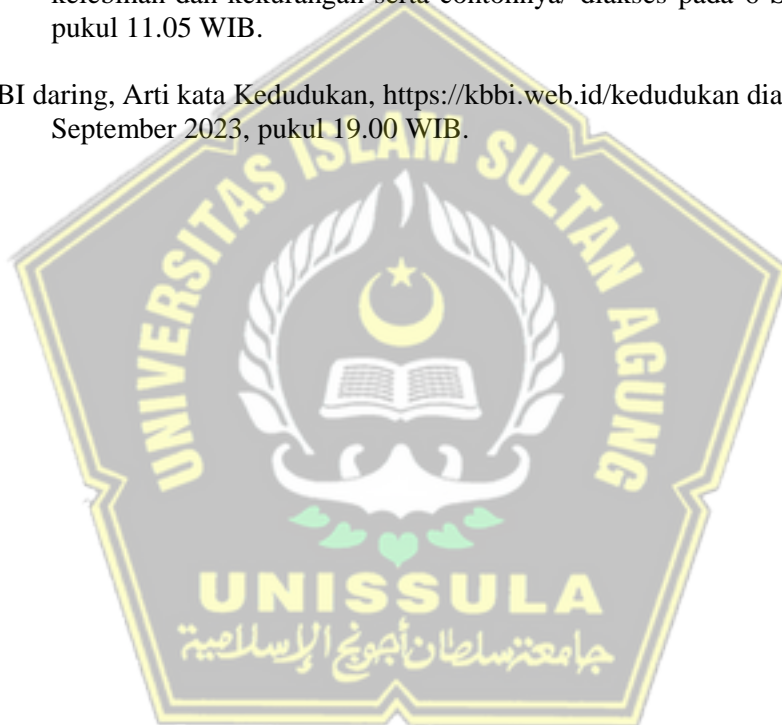 kelebihan dan kekurangan serta contohnya/ diakses pada
pukul 11.05 WIB.
BI daring, Arti kata Kedudukan, https://kbbi.web.id/kedudukan dia
September 2023, pukul 19.00 WIB.
UNIVERSITAS ISLAM SULTAN AGUNG
UNISSULA
جامعة سلطان أجونج الإسلامية